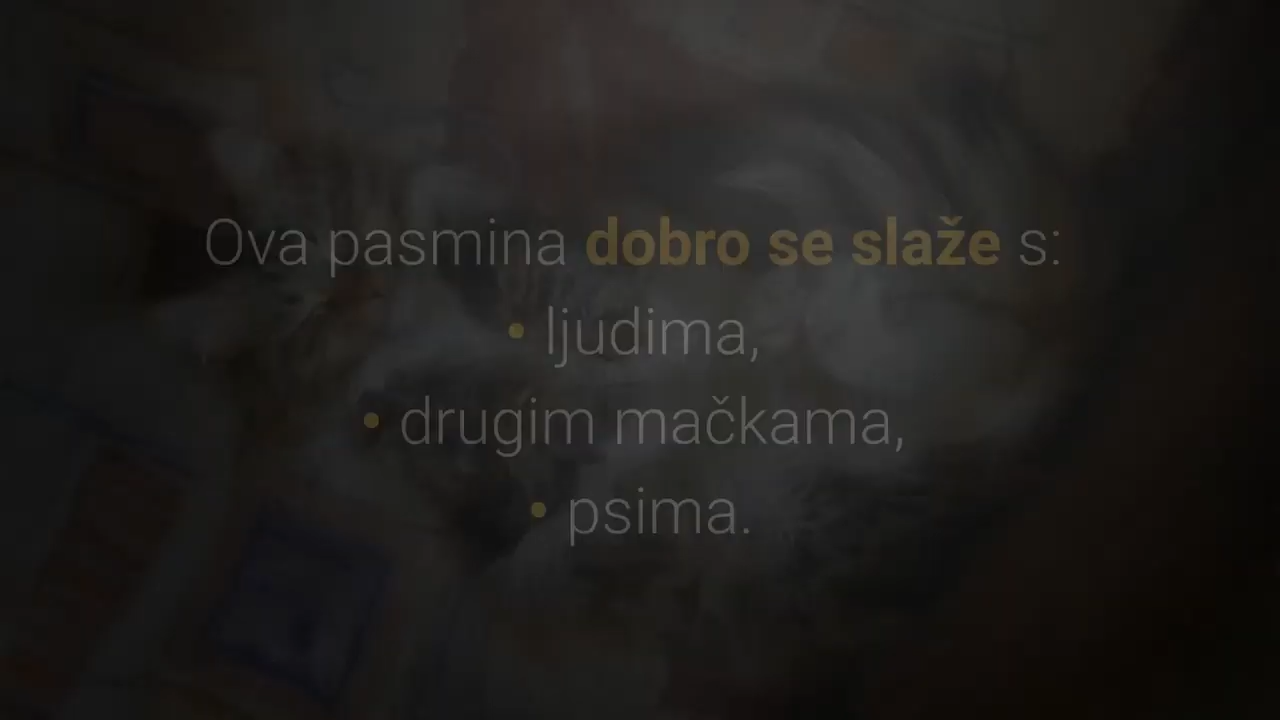 Ova pasmina dobro se slaže s:
• ljudima,
• drugim mačkama,
• psima.